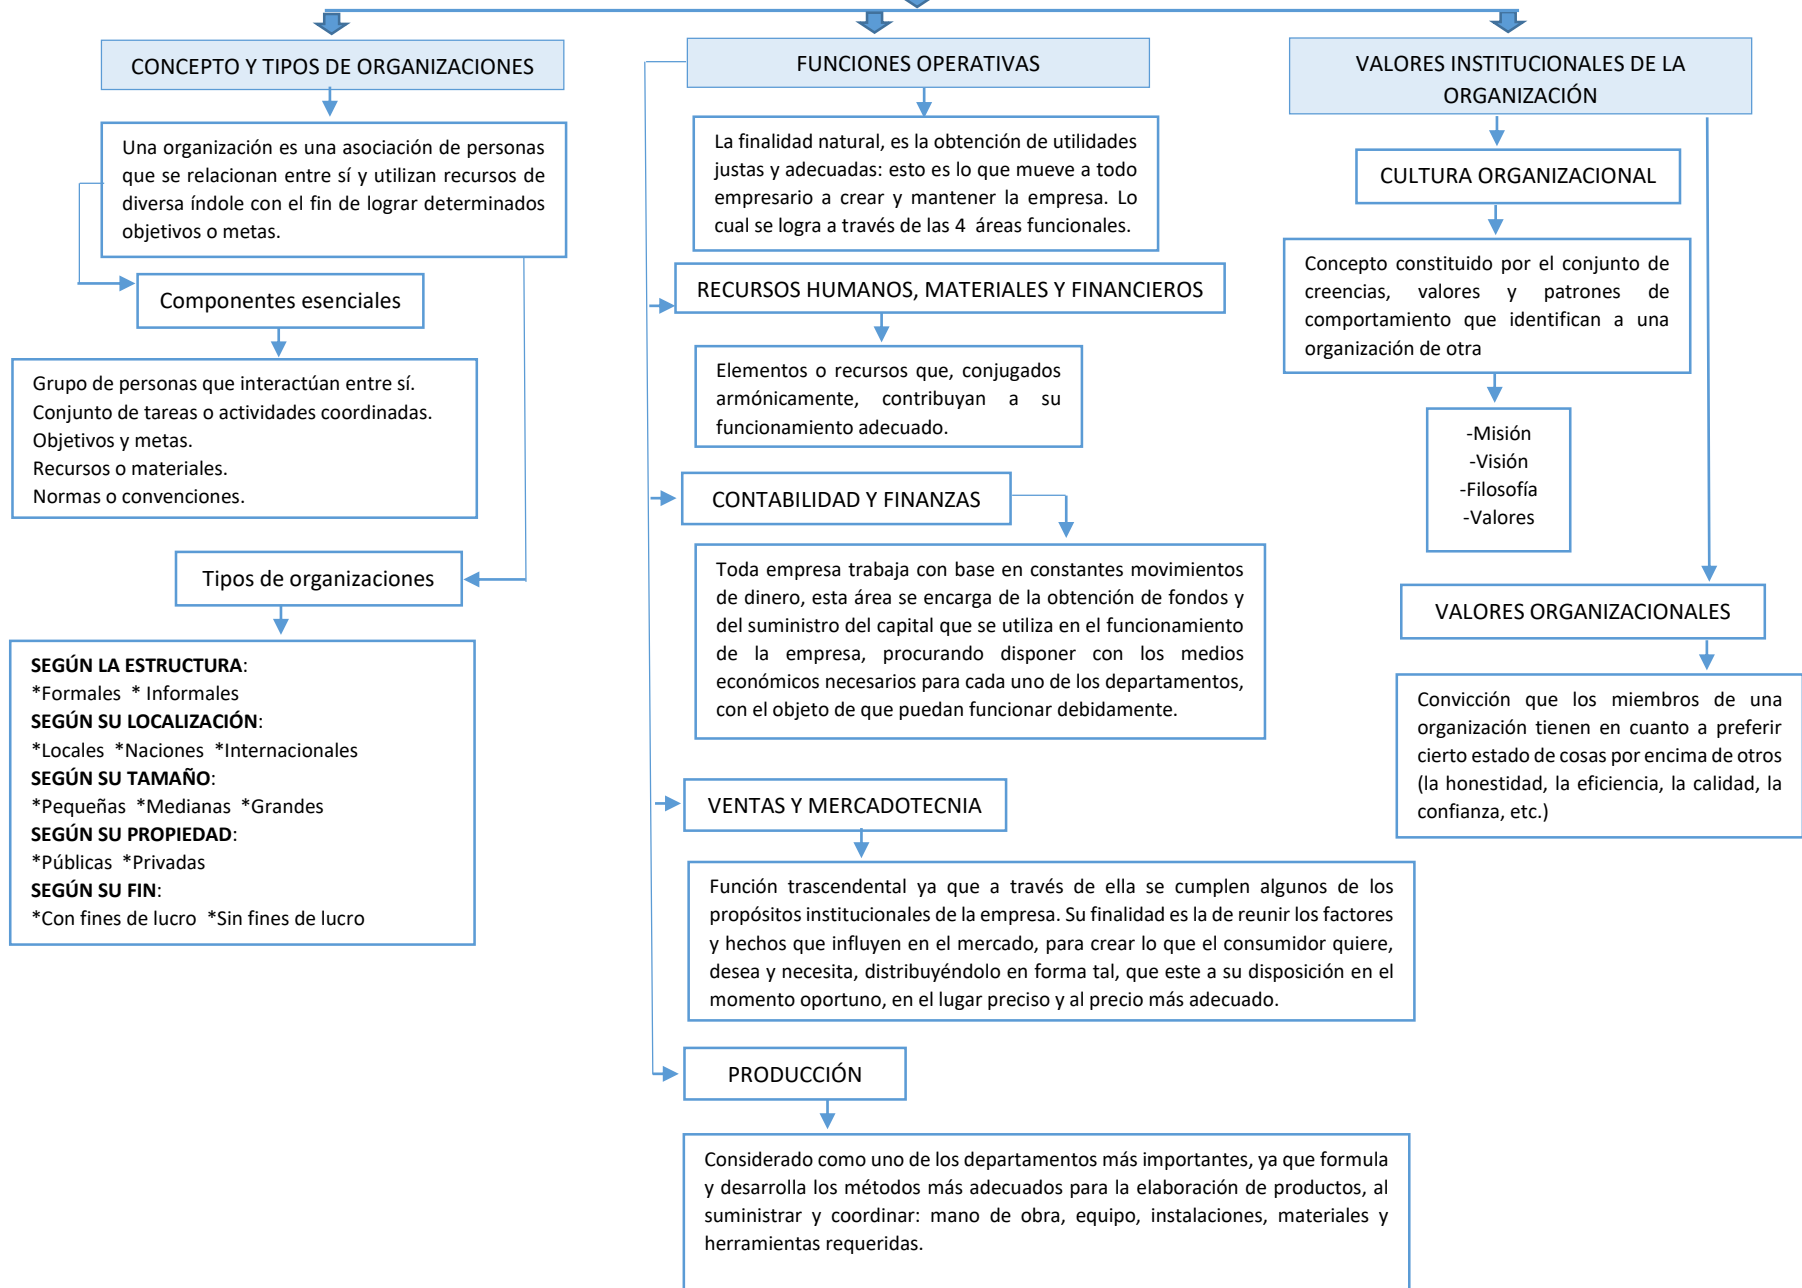 CONCEPTO Y TIPOS DE ORGANIZACIONES
Una organización es una asociación de personas
que se relacionan entre sí y utilizan recursos de
diversa índole con el fin de lograr determinados
objetivos o metas.
Componentes esenciales
Grupo de personas que interactúan entre sí.
Conjunto de tareas o actividades coordinadas.
Objetivos y metas.
Recursos o materiales.
Normas o convenciones.
Tipos de organizaciones
SEGÚN LA ESTRUCTURA:
*Formales * Informales
SEGÚN SU LOCALIZACIÓN:
*Locales *Naciones *Internacionales
SEGÚN SU TAMAÑO:
*Pequeñas *Medianas *Grandes
SEGÚN SU PROPIEDAD:
*Públicas *Privadas
SEGÚN SU FIN:
*Con fines de lucro *Sin fines de lucro
FUNCIONES OPERATIVAS
La finalidad natural, es la obtención de utilidades
justas y adecuadas: esto es lo que mueve a todo
empresario a crear y mantener la empresa. Lo
cual se logra a través de las 4 áreas funcionales.
RECURSOS HUMANOS, MATERIALES Y FINANCIEROS
Elementos o recursos que, conjugados
armónicamente, contribuyan a su
funcionamiento adecuado.
CONTABILIDAD Y FINANZAS
Toda empresa trabaja con base en constantes movimientos
de dinero, esta área se encarga de la obtención de fondos y
del suministro del capital que se utiliza en el funcionamiento
de la empresa, procurando disponer con los medios
económicos necesarios para cada uno de los departamentos,
con el objeto de que puedan funcionar debidamente.
VENTAS Y MERCADOTECNIA
Función trascendental ya que a través de ella se cumplen algunos de los
propósitos institucionales de la empresa. Su finalidad es la de reunir los factores
y hechos que influyen en el mercado, para crear lo que el consumidor quiere,
desea y necesita, distribuyéndolo en forma tal, que este a su disposición en el
momento oportuno, en el lugar preciso y al precio más adecuado.
PRODUCCIÓN
Considerado como uno de los departamentos más importantes, ya que formula
y desarrolla los métodos más adecuados para la elaboración de productos, al
suministrar y coordinar: mano de obra, equipo, instalaciones, materiales y
herramientas requeridas.
VALORES INSTITUCIONALES DE LA
ORGANIZACIÓN
CULTURA ORGANIZACIONAL
Concepto constituido por el conjunto de
creencias, valores y patrones de
comportamiento que identifican a una
organización de otra
-Misión
-Visión
-Filosofía
-Valores
VALORES ORGANIZACIONALES
Convicción que los miembros de una
organización tienen en cuanto a preferir
cierto estado de cosas por encima de otros
(la honestidad, la eficiencia, la calidad, la
confianza, etc.)